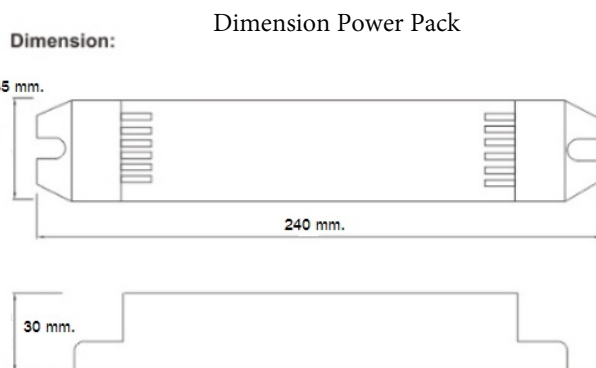 Dimension Power Pack
Dimension:
5 mm.
240 mm.
30 mm.